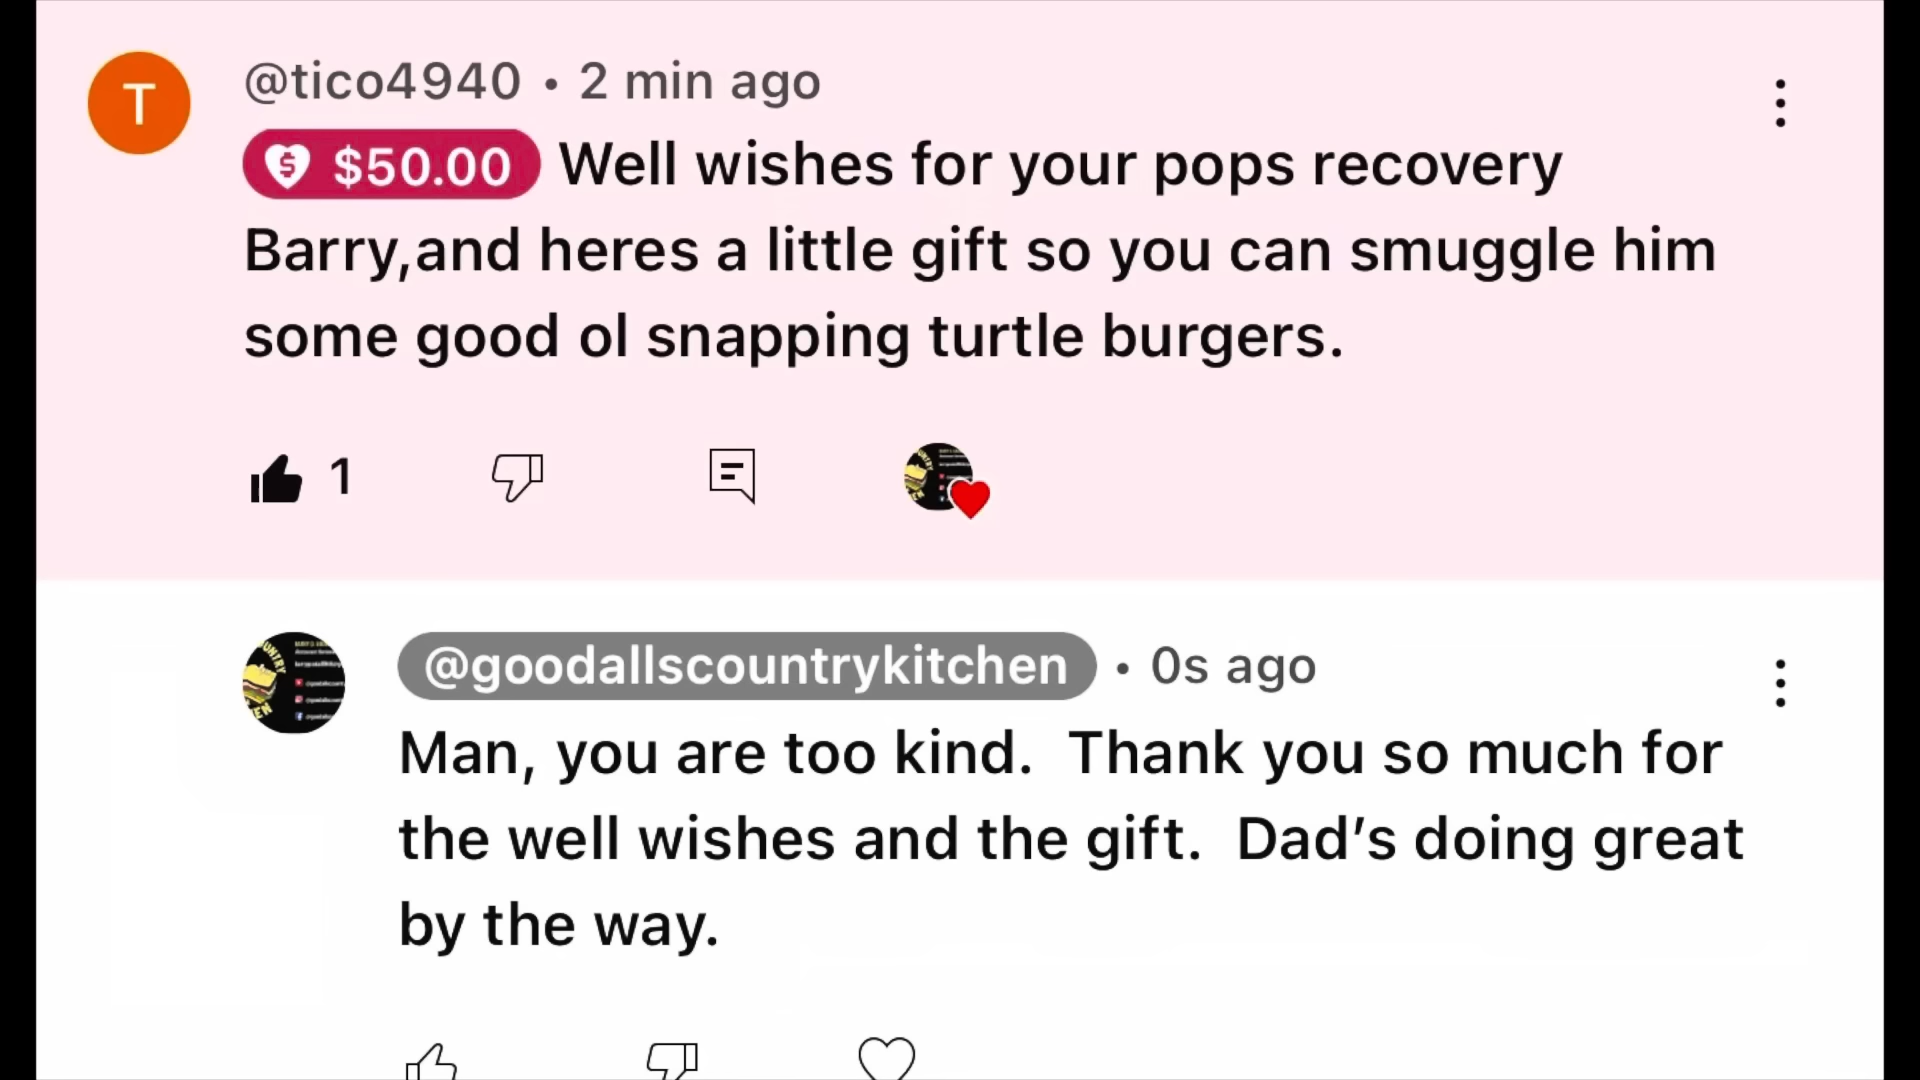 T
@tico4940 • 2 min ago
$50.00 Well wishes for your pops recovery
Barry,and heres a little gift so you can smuggle him
some good ol snapping turtle burgers.
1
@goodallscountrykitchen • 0s ago
Man, you are too kind.  Thank you so much for
the well wishes and the gift.  Dad’s doing great
by the way.